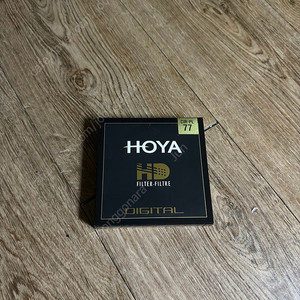 CIR-PL
77
HOYA
HD
FILTER-FILTRE
DIGITAL